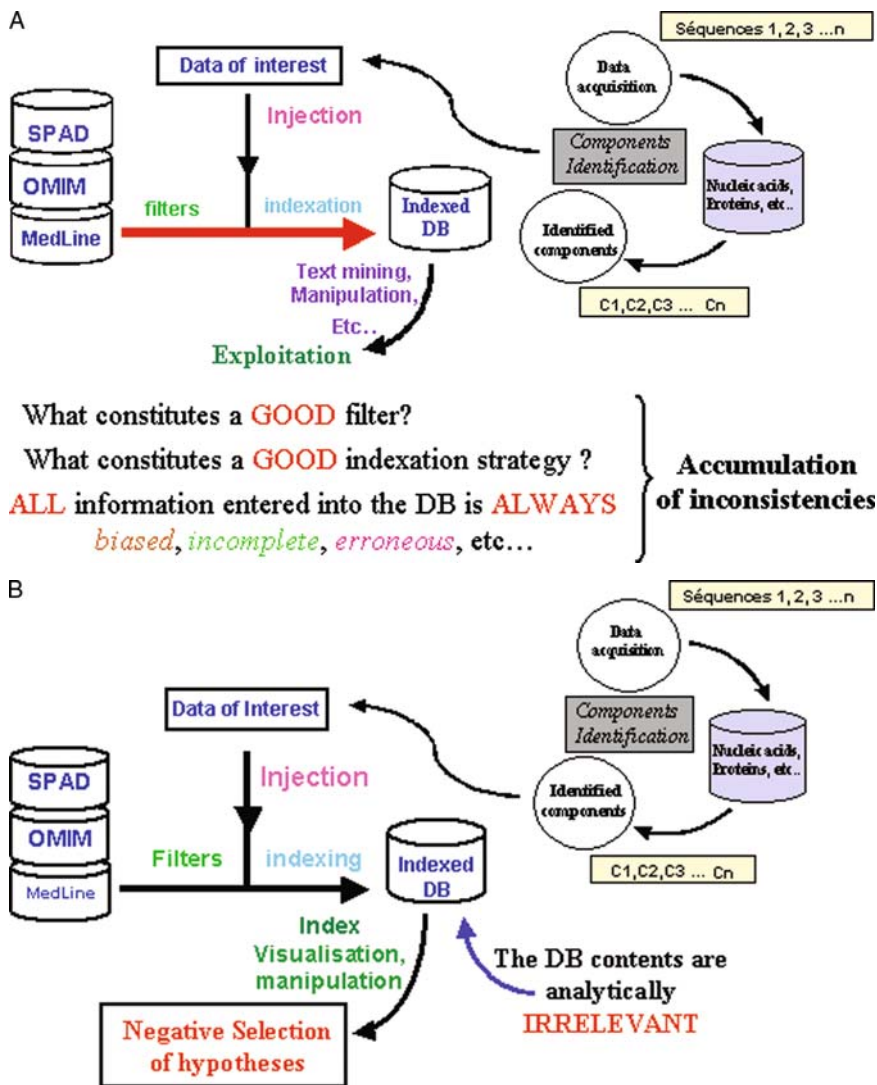 A
Séquences 1, 2, 3 ...n
Data of interest
Data
acquisition
Injection
Components
Identification
SPAD
OMIM
MedLine
filters
indexation
Indexed
DB
Nucleic acids,
Proteins, etc..
Identified
components
Text mining,
Manipulation,
Etc..
C1,C2,C3 ... Cn
Exploitation
What constitutes a GOOD filter?
What constitutes a GOOD indexation strategy ?
ALL information entered into the DB is ALWAYS
biased, incomplete, erroneous, etc...
Accumulation
of inconsistencies
B
Séquences 1, 2, 3 ...n
Data
acquisition
Data of Interest
Components
Identification
Nucleic acids,
Proteins, etc..
SPAD
OMIM
MedLine
Injection
Identified
components
Filters
indexing
Indexed
DB
C1,C2,C3 ... Cn
Index
Visualisation,
manipulation
The DB contents are
analytically
IRRELEVANT
Negative Selection
of hypotheses